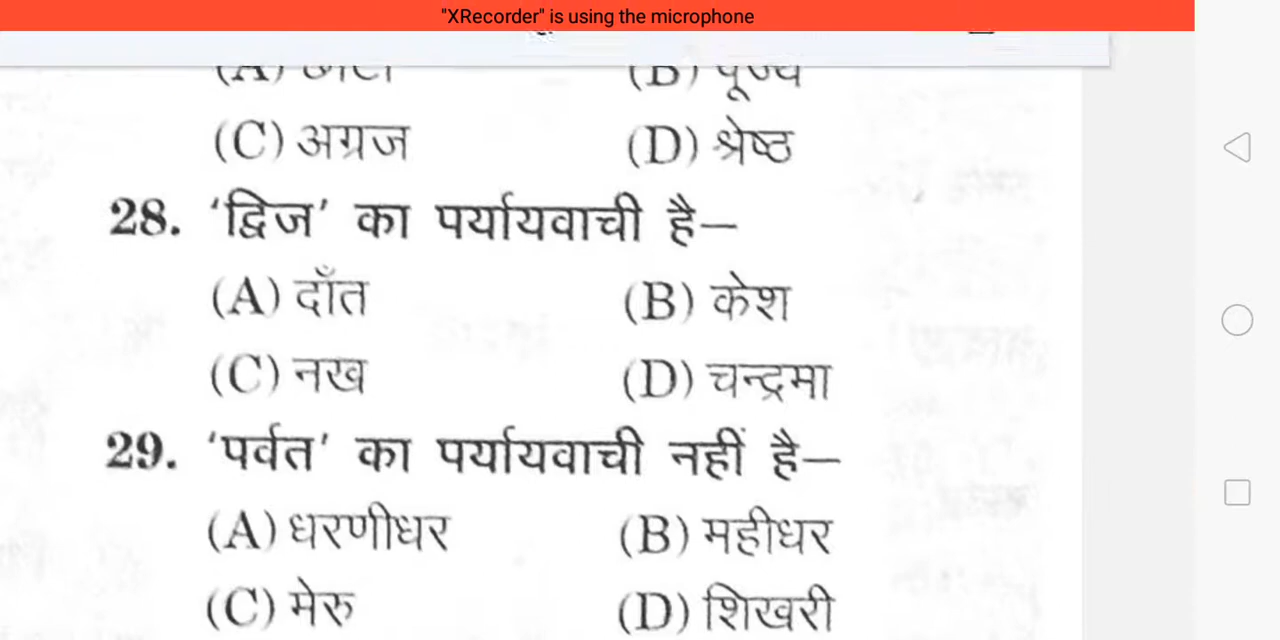 "XRecorder" is using the microphone
(B) पूज्य
(C) अग्रज (D) श्रेष्ठ
28. ‘द्विज’ का पर्यायवाची है–
(A) दाँत (B) केश
(C) नख (D) चन्द्रमा
29. ‘पर्वत’ का पर्यायवाची नहीं है–
(A) धरणीधर (B) महीधर
(C) मेरु (D) शिखरी